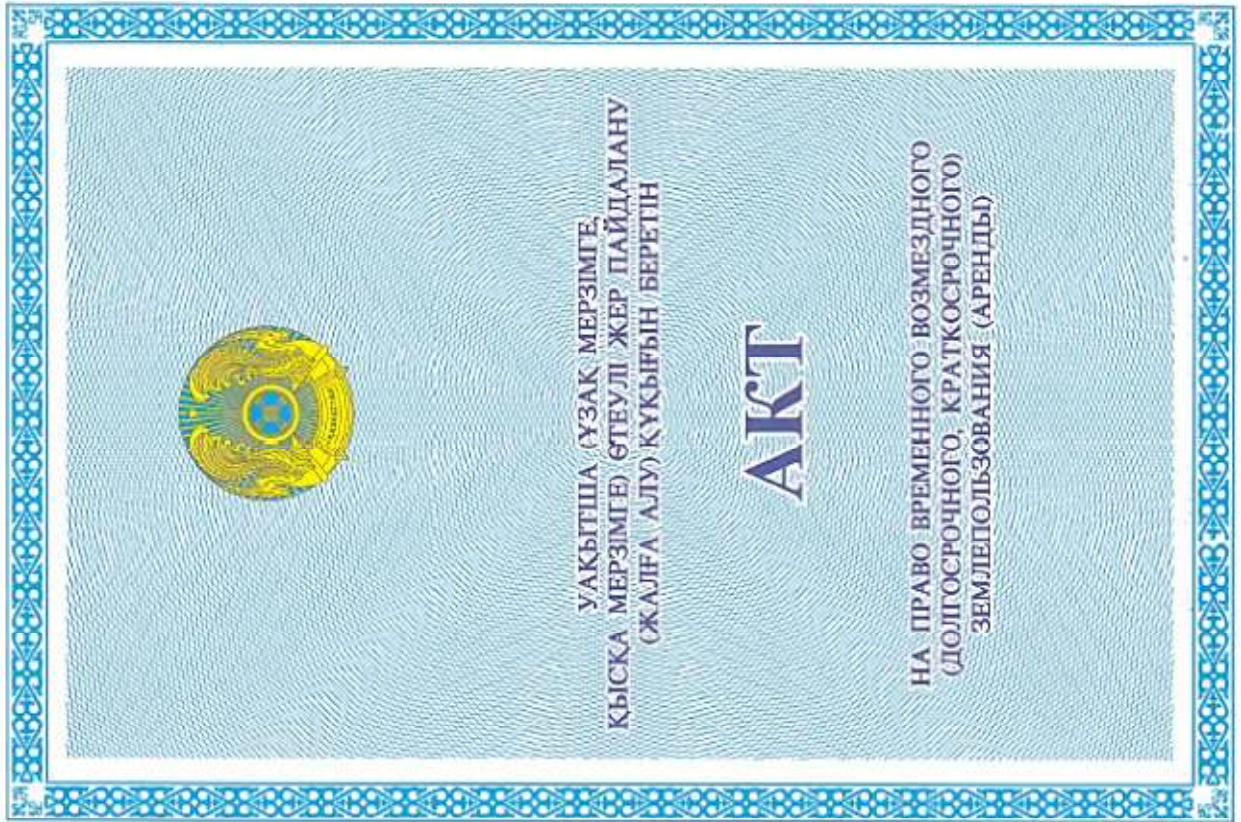 УАҚЫТША (ҰЗАҚ МЕРЗІМГЕ,
ҚЫСҚА МЕРЗІМГЕ) ӨТЕУЛІ ЖЕР ПАЙДАЛАНУ
(ЖАЛҒА АЛУ) ҚҰҚЫҒЫН БЕРЕТІН
АКТ
НА ПРАВО ВРЕМЕННОГО ВОЗМЕЗДНОГО
(ДОЛГОСРОЧНОГО, КРАТКОСРОЧНОГО)
ЗЕМЛЕПОЛЬЗОВАНИЯ (АРЕНДЫ)